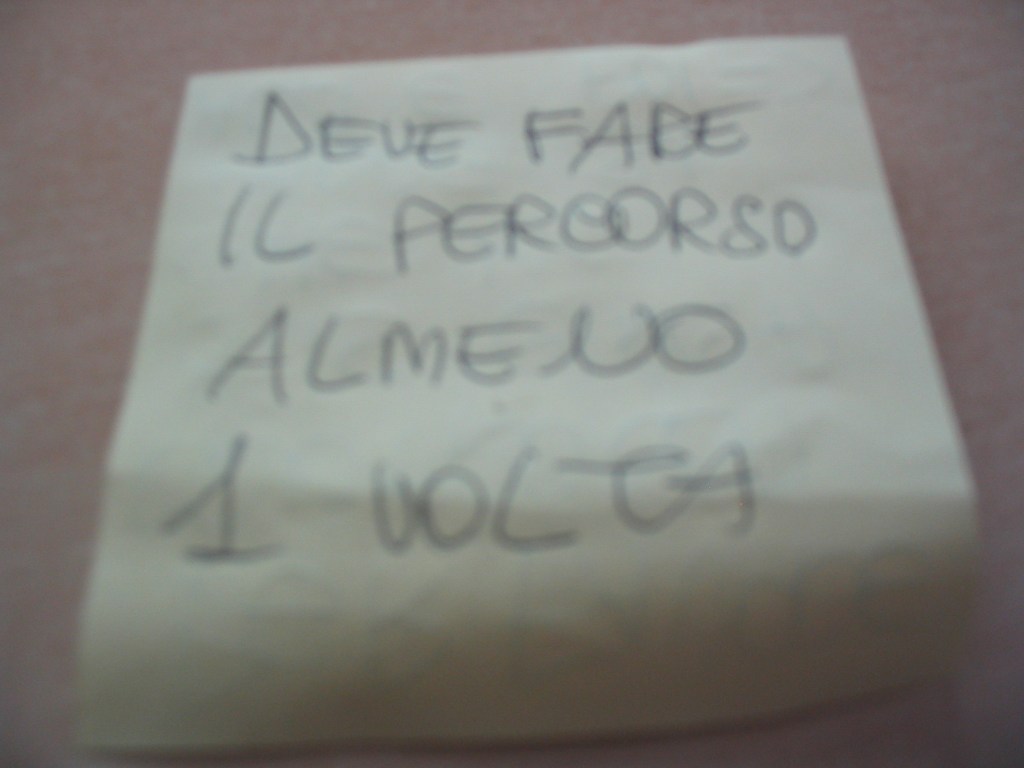 DEVE FARE
IL PERCORSO
ALMENO
1 VOLTA